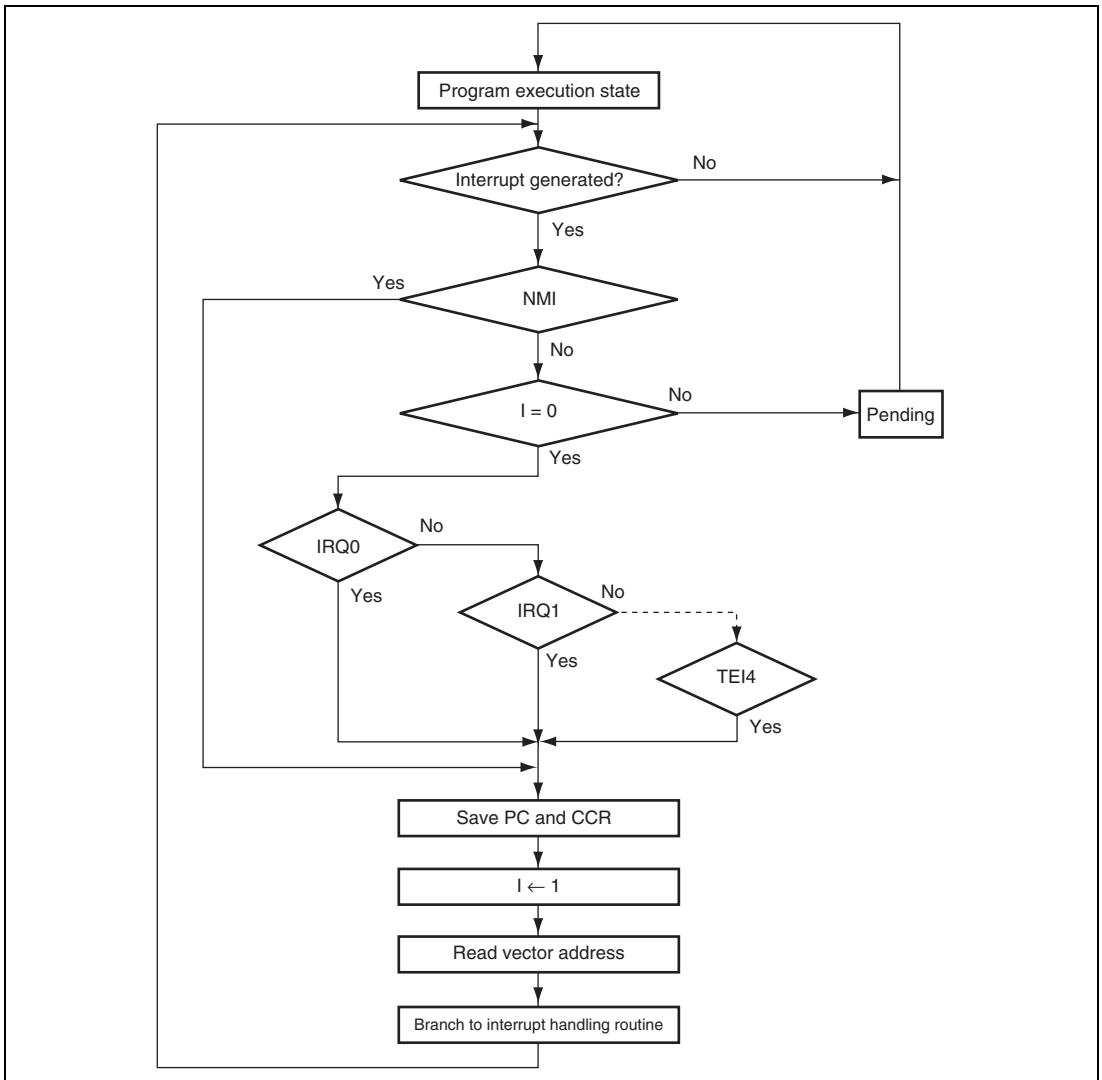 Program execution state
Interrupt generated?
No
Yes
Yes
NMI
No
I = 0
No
Pending
Yes
IRQ0
No
Yes
IRQ1
No
Yes
TEI4
Yes
Save PC and CCR
I ← 1
Read vector address
Branch to interrupt handling routine